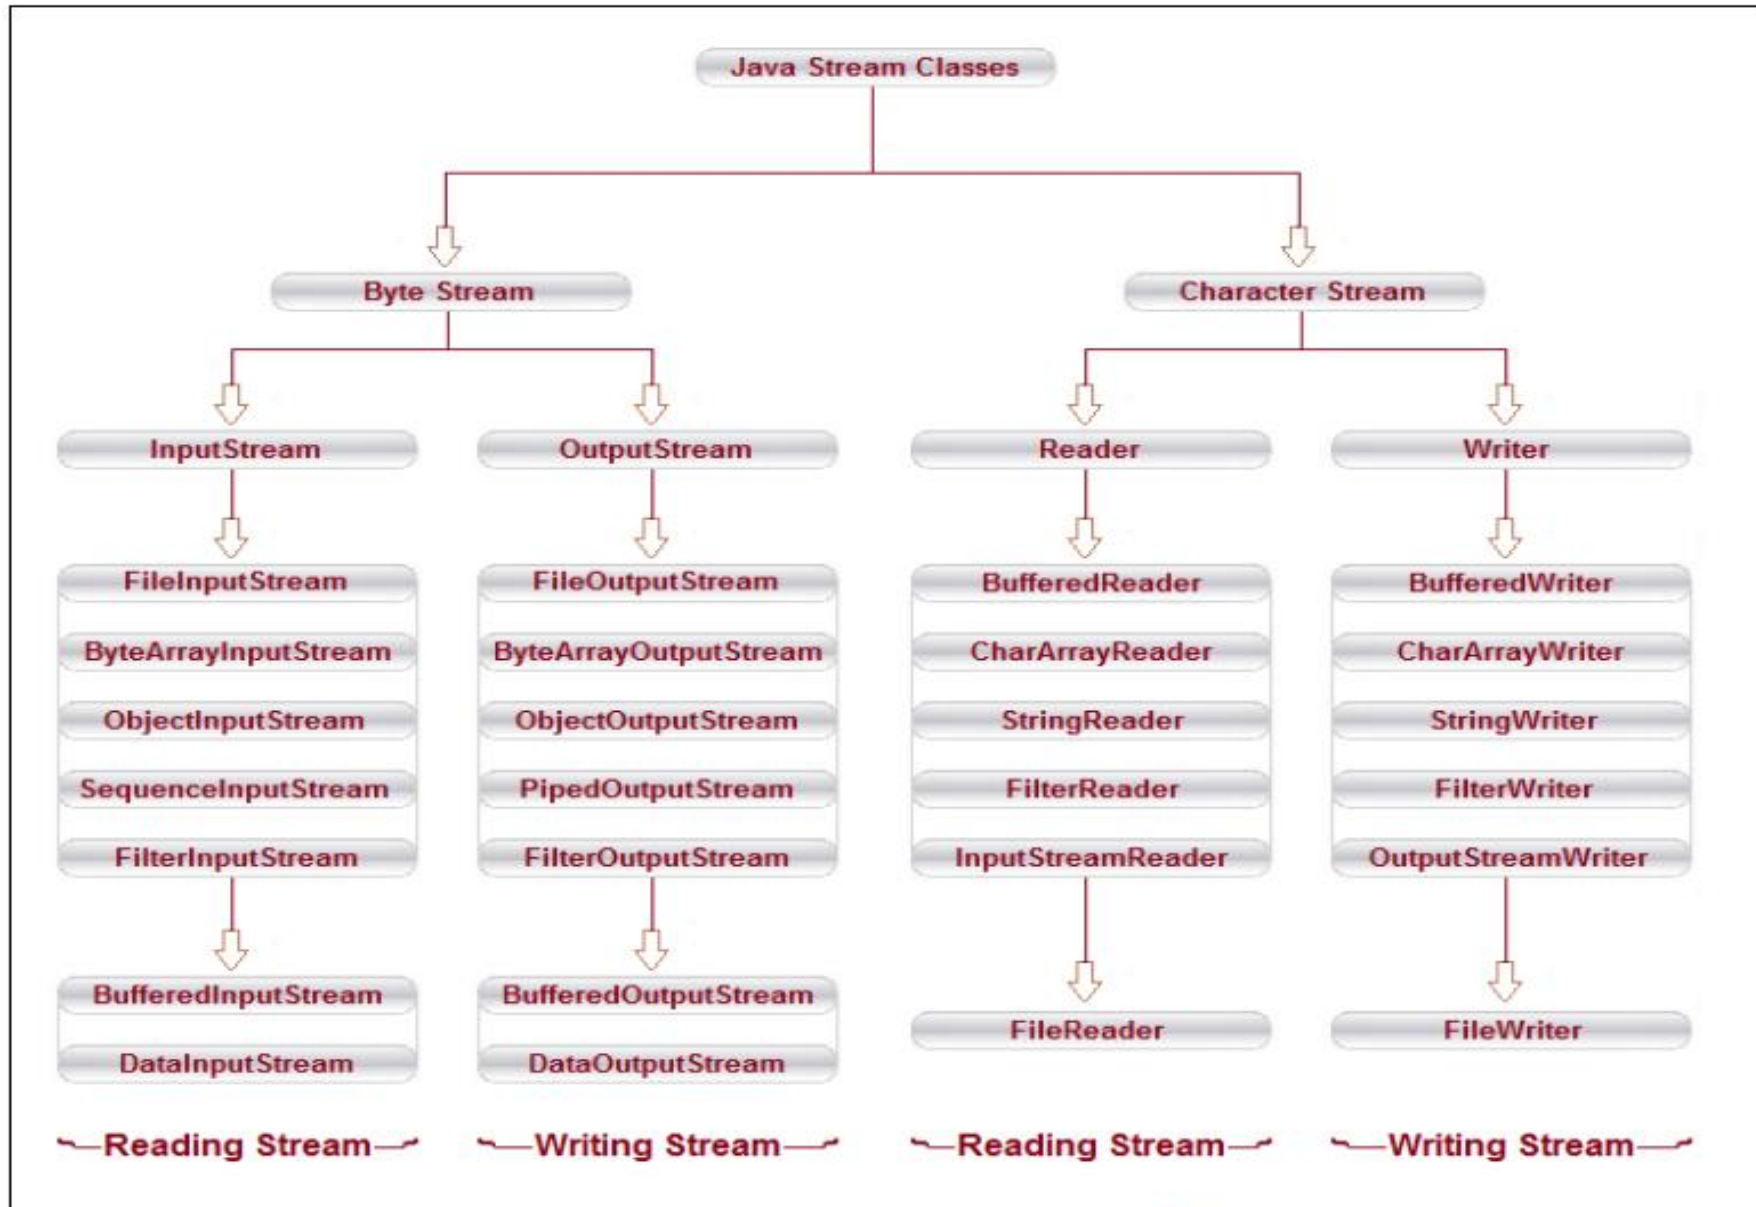 Java Stream Classes
Byte Stream
Character Stream
InputStream
OutputStream
Reader
Writer
FileInputStream
FileOutputStream
BufferedReader
BufferedWriter
ByteArrayInputStream
ByteArrayOutputStream
CharArrayReader
CharArrayWriter
ObjectInputStream
ObjectOutputStream
StringReader
StringWriter
SequenceInputStream
PipedOutputStream
FilterReader
FilterWriter
FilterInputStream
FilterOutputStream
InputStreamReader
OutputStreamWriter
BufferedInputStream
BufferedOutputStream
FileReader
FileWriter
DataInputStream
DataOutputStream
Reading Stream
Writing Stream
Reading Stream
Writing Stream